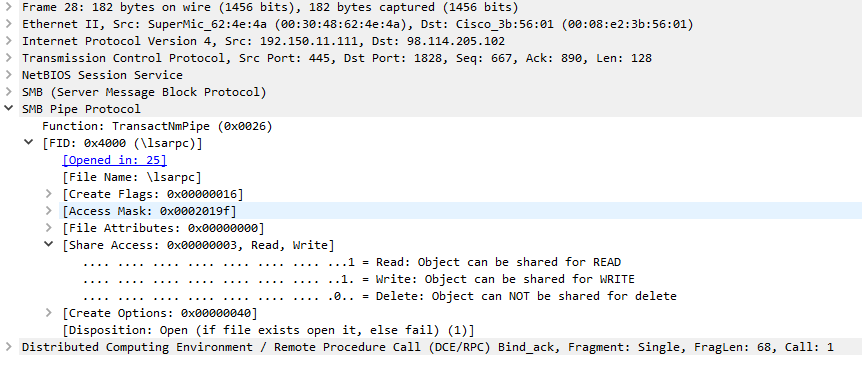 Frame 28: 182 bytes on wire (1456 bits), 182 bytes captured (1456 bits)
Ethernet II, Src: SuperMic_62:4e:4a (00:30:48:62:4e:4a), Dst: Cisco_3b:56:01 (00:08:e2:3b:56:01)
Internet Protocol Version 4, Src: 192.150.11.111, Dst: 98.114.205.102
Transmission Control Protocol, Src Port: 445, Dst Port: 1828, Seq: 667, Ack: 890, Len: 128
NetBIOS Session Service
SMB (Server Message Block Protocol)
SMB Pipe Protocol
Function: TransactNmPipe (0x0026)
[FID: 0x4000 (\lsarpc)]
[Opened in: 25]
[File Name: \lsarpc]
[Create Flags: 0x00000016]
[Access Mask: 0x0002019f]
[File Attributes: 0x00000000]
[Share Access: 0x00000003, Read, Write]
.... .... .... .... .... .... .... ...1 = Read: Object can be shared for READ
.... .... .... .... .... .... .... ..1. = Write: Object can be shared for WRITE
.... .... .... .... .... .... .... .0.. = Delete: Object can NOT be shared for delete
[Create Options: 0x00000040]
[Disposition: Open (if file exists open it, else fail) (1)]
Distributed Computing Environment / Remote Procedure Call (DCE/RPC) Bind_ack, Fragment: Single, FragLen: 68, Call: 1